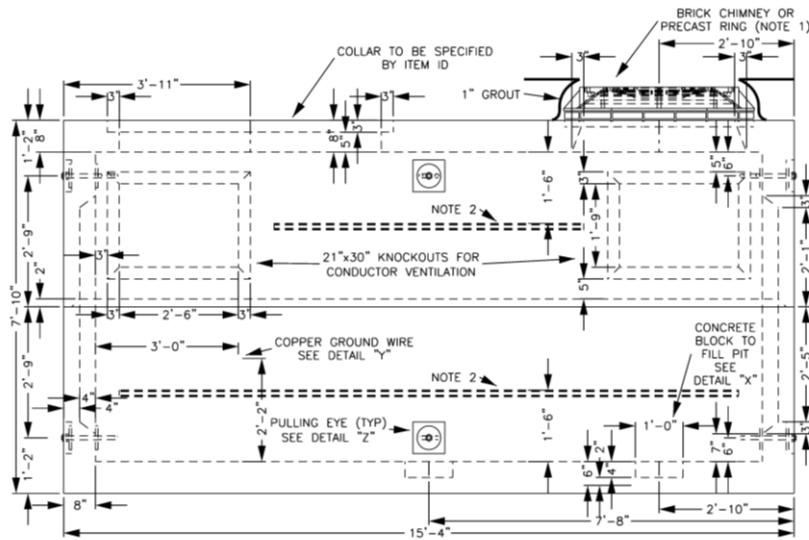 BRICK CHIMNEY OR
PRECAST RING (NOTE 1)
2'-10"
COLLAR TO BE SPECIFIED
BY ITEM ID
3'-11"
3"
3"
3"
3"
1" GROUT
8"
1'-2"
8"
5"
3"
5"
6"
1'-6"
3"
NOTE 2
1'-9"
3"
2'-9"
3"
21"x30" KNOCKOUTS FOR
CONDUCTOR VENTILATION
2'-1"
2"
5"
7'-10"
3"
2'-6"
3"
3'-0"
COPPER GROUND WIRE
SEE DETAIL "Y"
CONCRETE
BLOCK TO
FILL PIT
SEE
DETAIL "X"
2'-5"
2'-9"
NOTE 2
4"
4"
2'-2"
PULLING EYE (TYP)
SEE DETAIL "Z"
1'-6"
1'-0"
3"
1'-2"
2"
6"
4"
7"
6"
8"
2'-10"
7'-8"
15'-4"